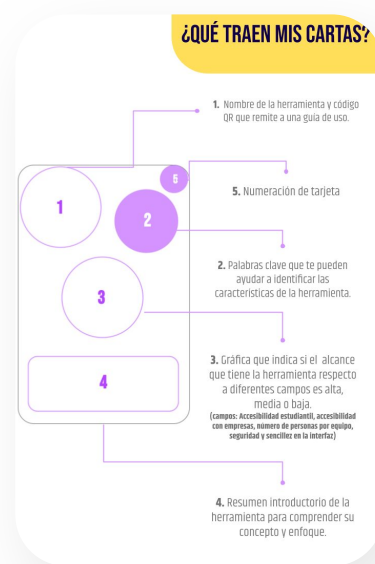 ¿QUÉ TRAEN MIS CARTAS?
1. Nombre de la herramienta y código
QR que remite a una guía de uso.
5
1
5. Numeración de tarjeta
2
2. Palabras clave que te pueden
ayudar a identificar las
características de la herramienta.
3
3. Gráfica que indica si el alcance
que tiene la herramienta respecto
a diferentes campos es alta,
media o baja.
(campos: Accesibilidad estudiantil, accesibilidad
con empresas, número de personas por equipo,
seguridad y sencillez en la interfaz)
4
4. Resumen introductorio de la
herramienta para comprender su
concepto y enfoque.